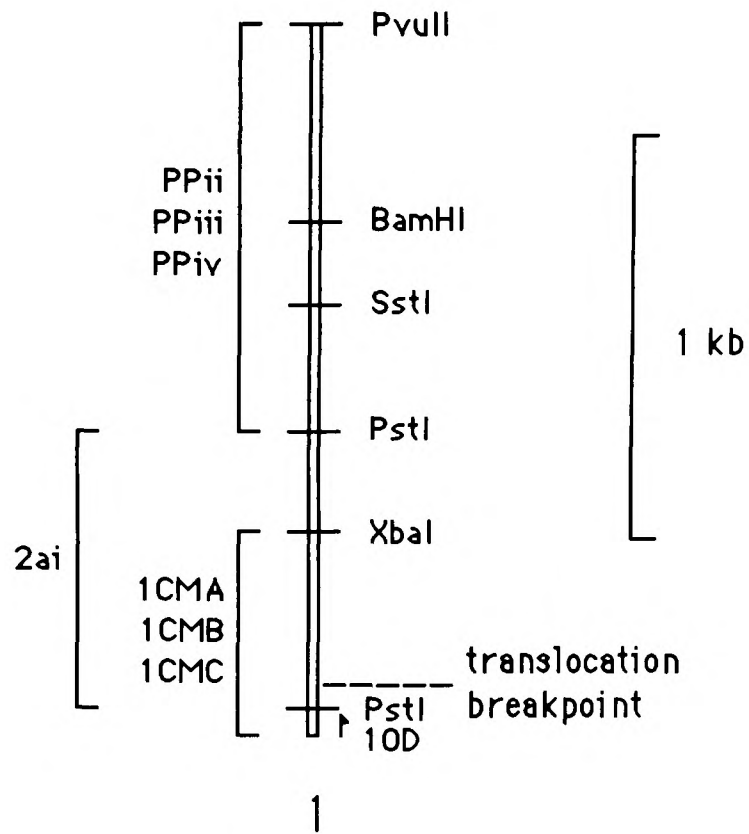 PvuII
PPii
PPiii
PPiv
BamHI
SstI
1 kb
PstI
XbaI
2ai
1CMA
1CMB
1CMC
translocation
breakpoint
PstI
10D
1